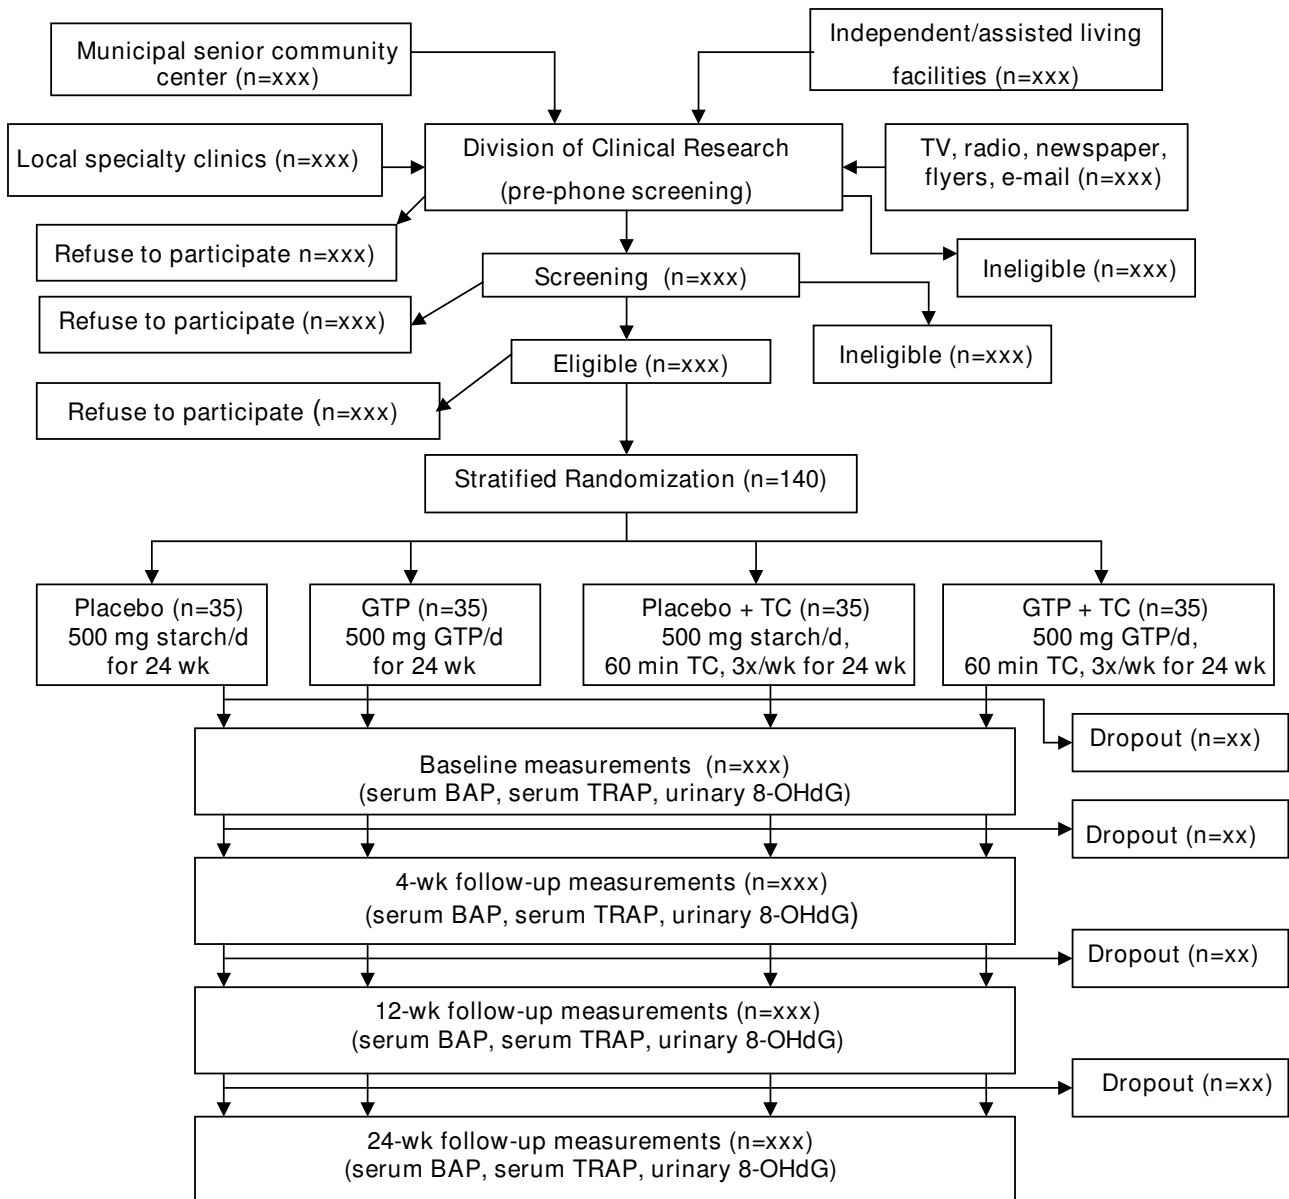 Municipal senior community
center (n=xxx)
Independent/assisted living
facilities (n=xxx)
Local specialty clinics (n=xxx)
Division of Clinical Research
(pre-phone screening)
TV, radio, newspaper,
flyers, e-mail (n=xxx)
Refuse to participate n=xxx)
Ineligible (n=xxx)
Screening (n=xxx)
Refuse to participate (n=xxx)
Ineligible (n=xxx)
Eligible (n=xxx)
Refuse to participate (n=xxx)
Stratified Randomization (n=140)
Placebo (n=35)
500 mg starch/d
for 24 wk
GTP (n=35)
500 mg GTP/d
for 24 wk
Placebo + TC (n=35)
500 mg starch/d,
60 min TC, 3x/wk for 24 wk
GTP + TC (n=35)
500 mg GTP/d,
60 min TC, 3x/wk for 24 wk
Dropout (n=xx)
Baseline measurements (n=xxx)
(serum BAP, serum TRAP, urinary 8-OHdG)
Dropout (n=xx)
4-wk follow-up measurements (n=xxx)
(serum BAP, serum TRAP, urinary 8-OHdG)
Dropout (n=xx)
12-wk follow-up measurements (n=xxx)
(serum BAP, serum TRAP, urinary 8-OHdG)
Dropout (n=xx)
24-wk follow-up measurements (n=xxx)
(serum BAP, serum TRAP, urinary 8-OHdG)